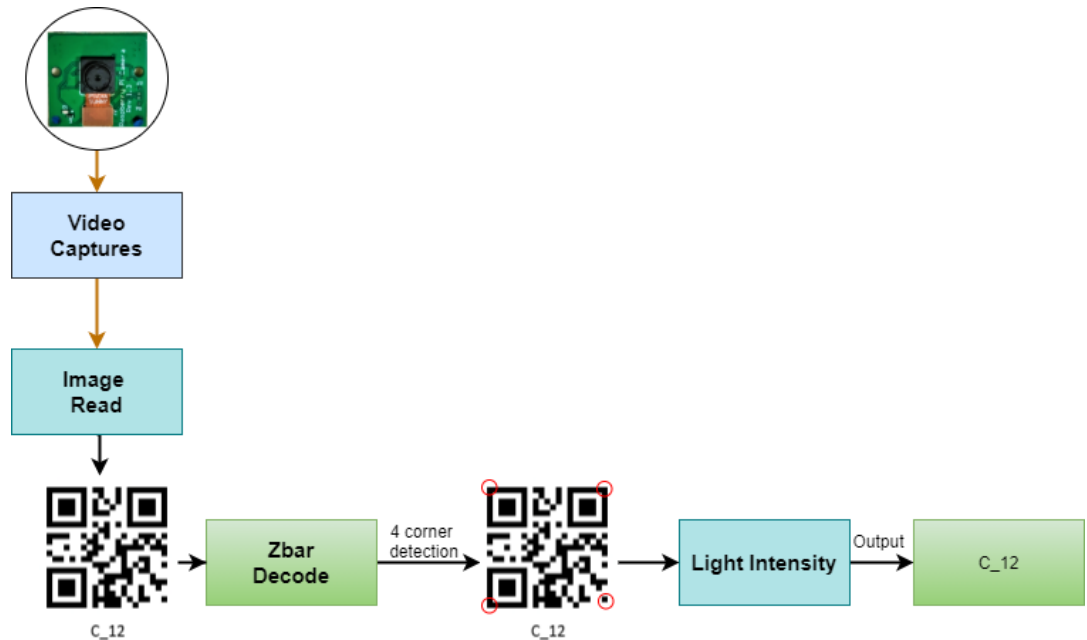 Video
Captures
Image
Read
C_12
Zbar
Decode
4 corner
detection
C_12
Light Intensity
Output
C_12